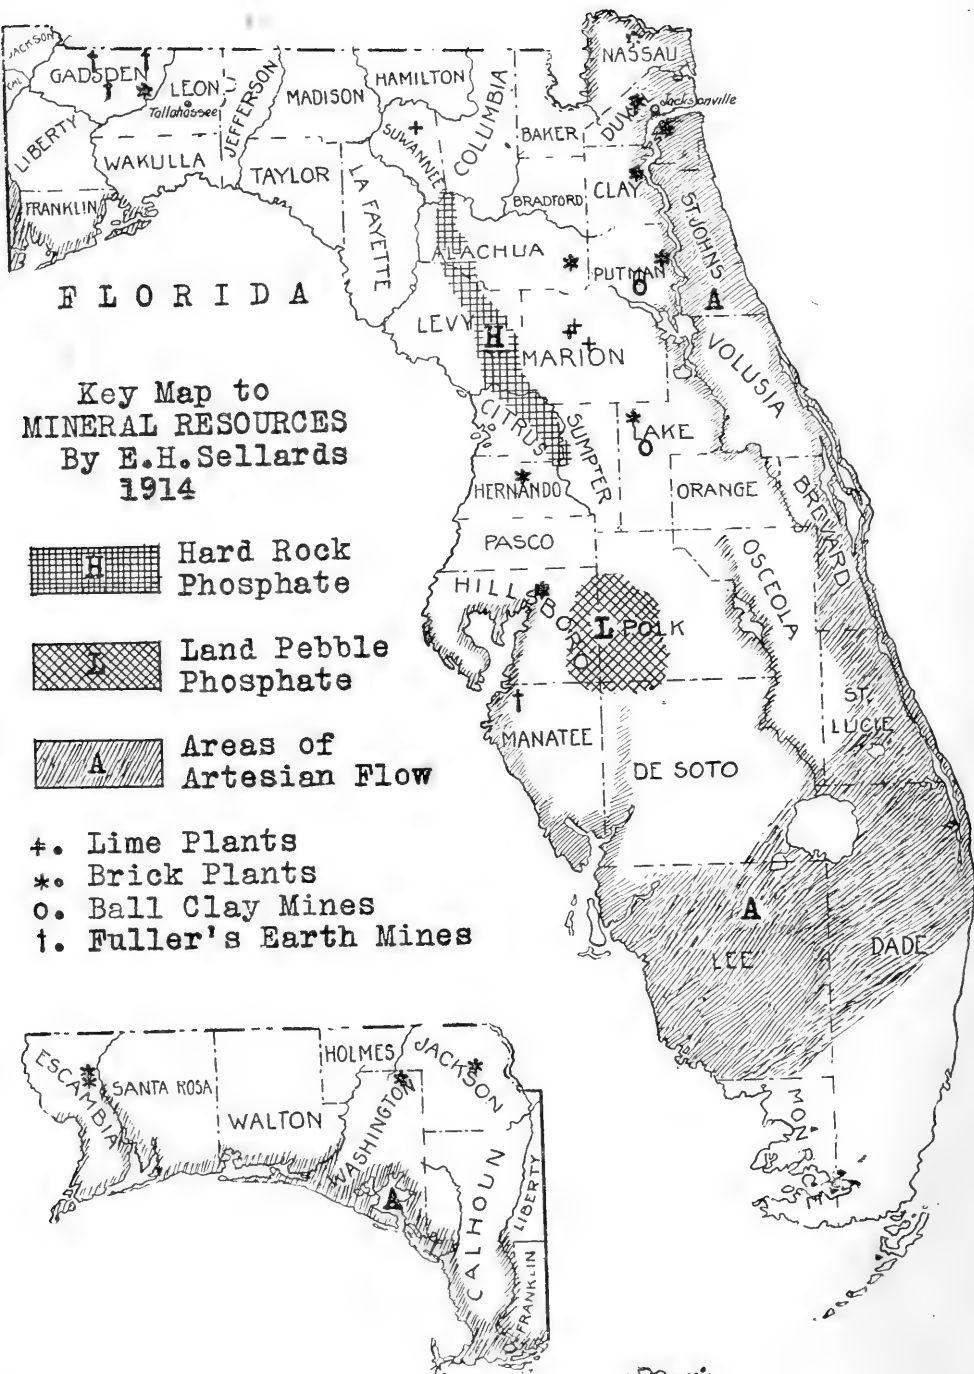 JACKSON
GADSDEN
LEON
Tallahassee
JEFFERSON
MADISON
HAMILTON
COLUMBIA
NASSAU
Jacksonville
DUVAL
BAKER
LIBERTY
WAKULLA
TAYLOR
SUWANNEE
LA FAYETTE
BRADFORD
CLAY
ST. JOHNS
FRANKLIN
ALACHUA
PUTMAN
A
FLORIDA
LEVY
H
MARION
VOLUSIA
Key Map to
MINERAL RESOURCES
By E.H.Sellards
1914
CITRUS
SUMPTER
LAKE
HERNANDO
ORANGE
BREVARD
PASCO
OSCEOLA
H Hard Rock
Phosphate
HILLSBORO
L POLK
L Land Pebble
Phosphate
ST.
LUCIE
MANATEE
DE SOTO
A Areas of
Artesian Flow
+. Lime Plants
*. Brick Plants
o. Ball Clay Mines
†. Fuller's Earth Mines
A
LEE
DADE
MONROE
ESCAMBIA
SANTA ROSA
WALTON
HOLMES
JACKSON
WASHINGTON
A
CALHOUN
LIBERTY
FRANKLIN